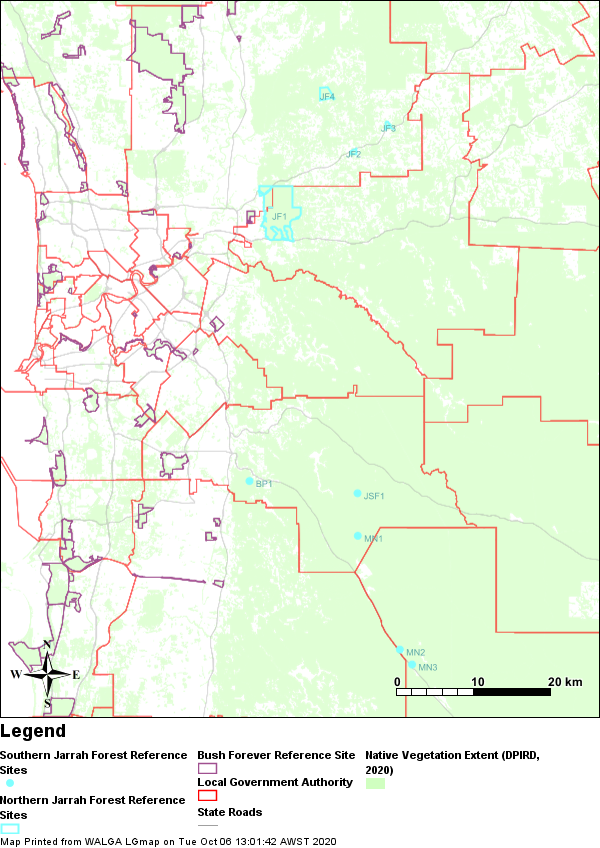 JF4
JF3
JF2
JF1
BP1
JSF1
MN1
MN2
MN3
N
W E
S
0 10 20 km
Legend
Southern Jarrah Forest Reference
Sites
Northern Jarrah Forest Reference
Sites
Bush Forever Reference Site
Local Government Authority
State Roads
Native Vegetation Extent (DPIRD,
2020)
Map Printed from WALGA LGmap on Tue Oct 06 13:01:42 AWST 2020